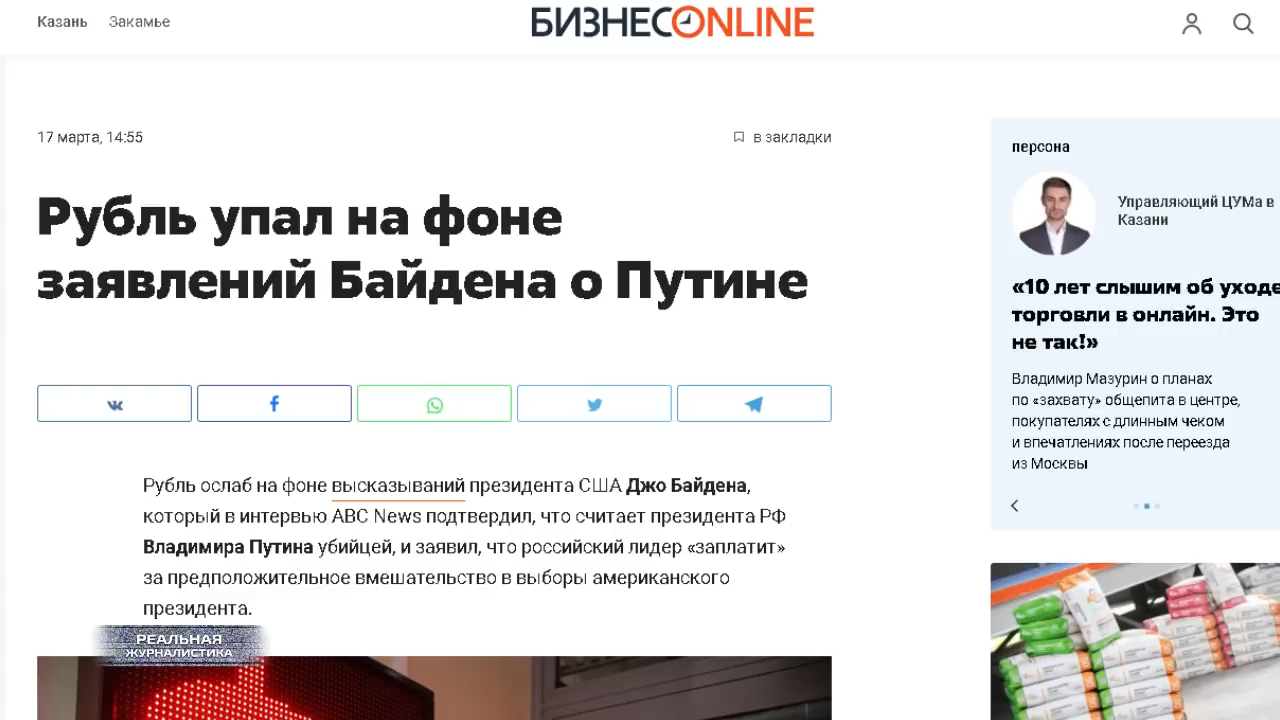 Казань Закамье
БИЗНЕС ONLINE
17 марта, 14:55
в закладки
Рубль упал на фоне
заявлений Байдена о Путине
Рубль ослаб на фоне высказываний президента США Джо Байдена,
который в интервью ABC News подтвердил, что считает президента РФ
Владимира Путина убийцей, и заявил, что российский лидер «заплатит»
за предположительное вмешательство в выборы американского
президента.
РЕАЛЬНАЯ
ЖУРНАЛИСТИКА
персона
Управляющий ЦУМа в
Казани
«10 лет слышим об уходе
торговли в онлайн. Это
не так!»
Владимир Мазурин о планах
по «захвату» общепита в центре,
покупателях с длинным чеком
и впечатлениях после переезда
из Москвы